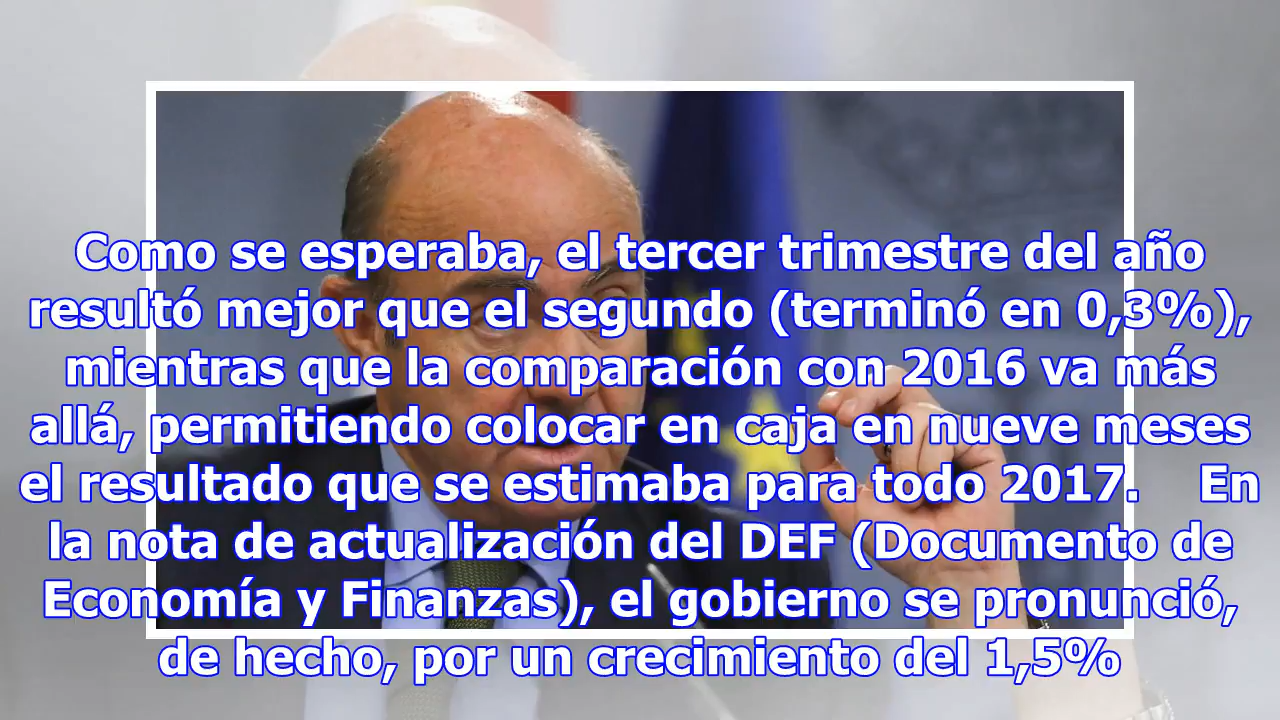 Como se esperaba, el tercer trimestre del año
resultó mejor que el segundo (terminó en 0,3%),
mientras que la comparación con 2016 va más
allá, permitiendo colocar en caja en nueve meses
el resultado que se estimaba para todo 2017. En
la nota de actualización del DEF (Documento de
Economía y Finanzas), el gobierno se pronunció,
de hecho, por un crecimiento del 1,5%